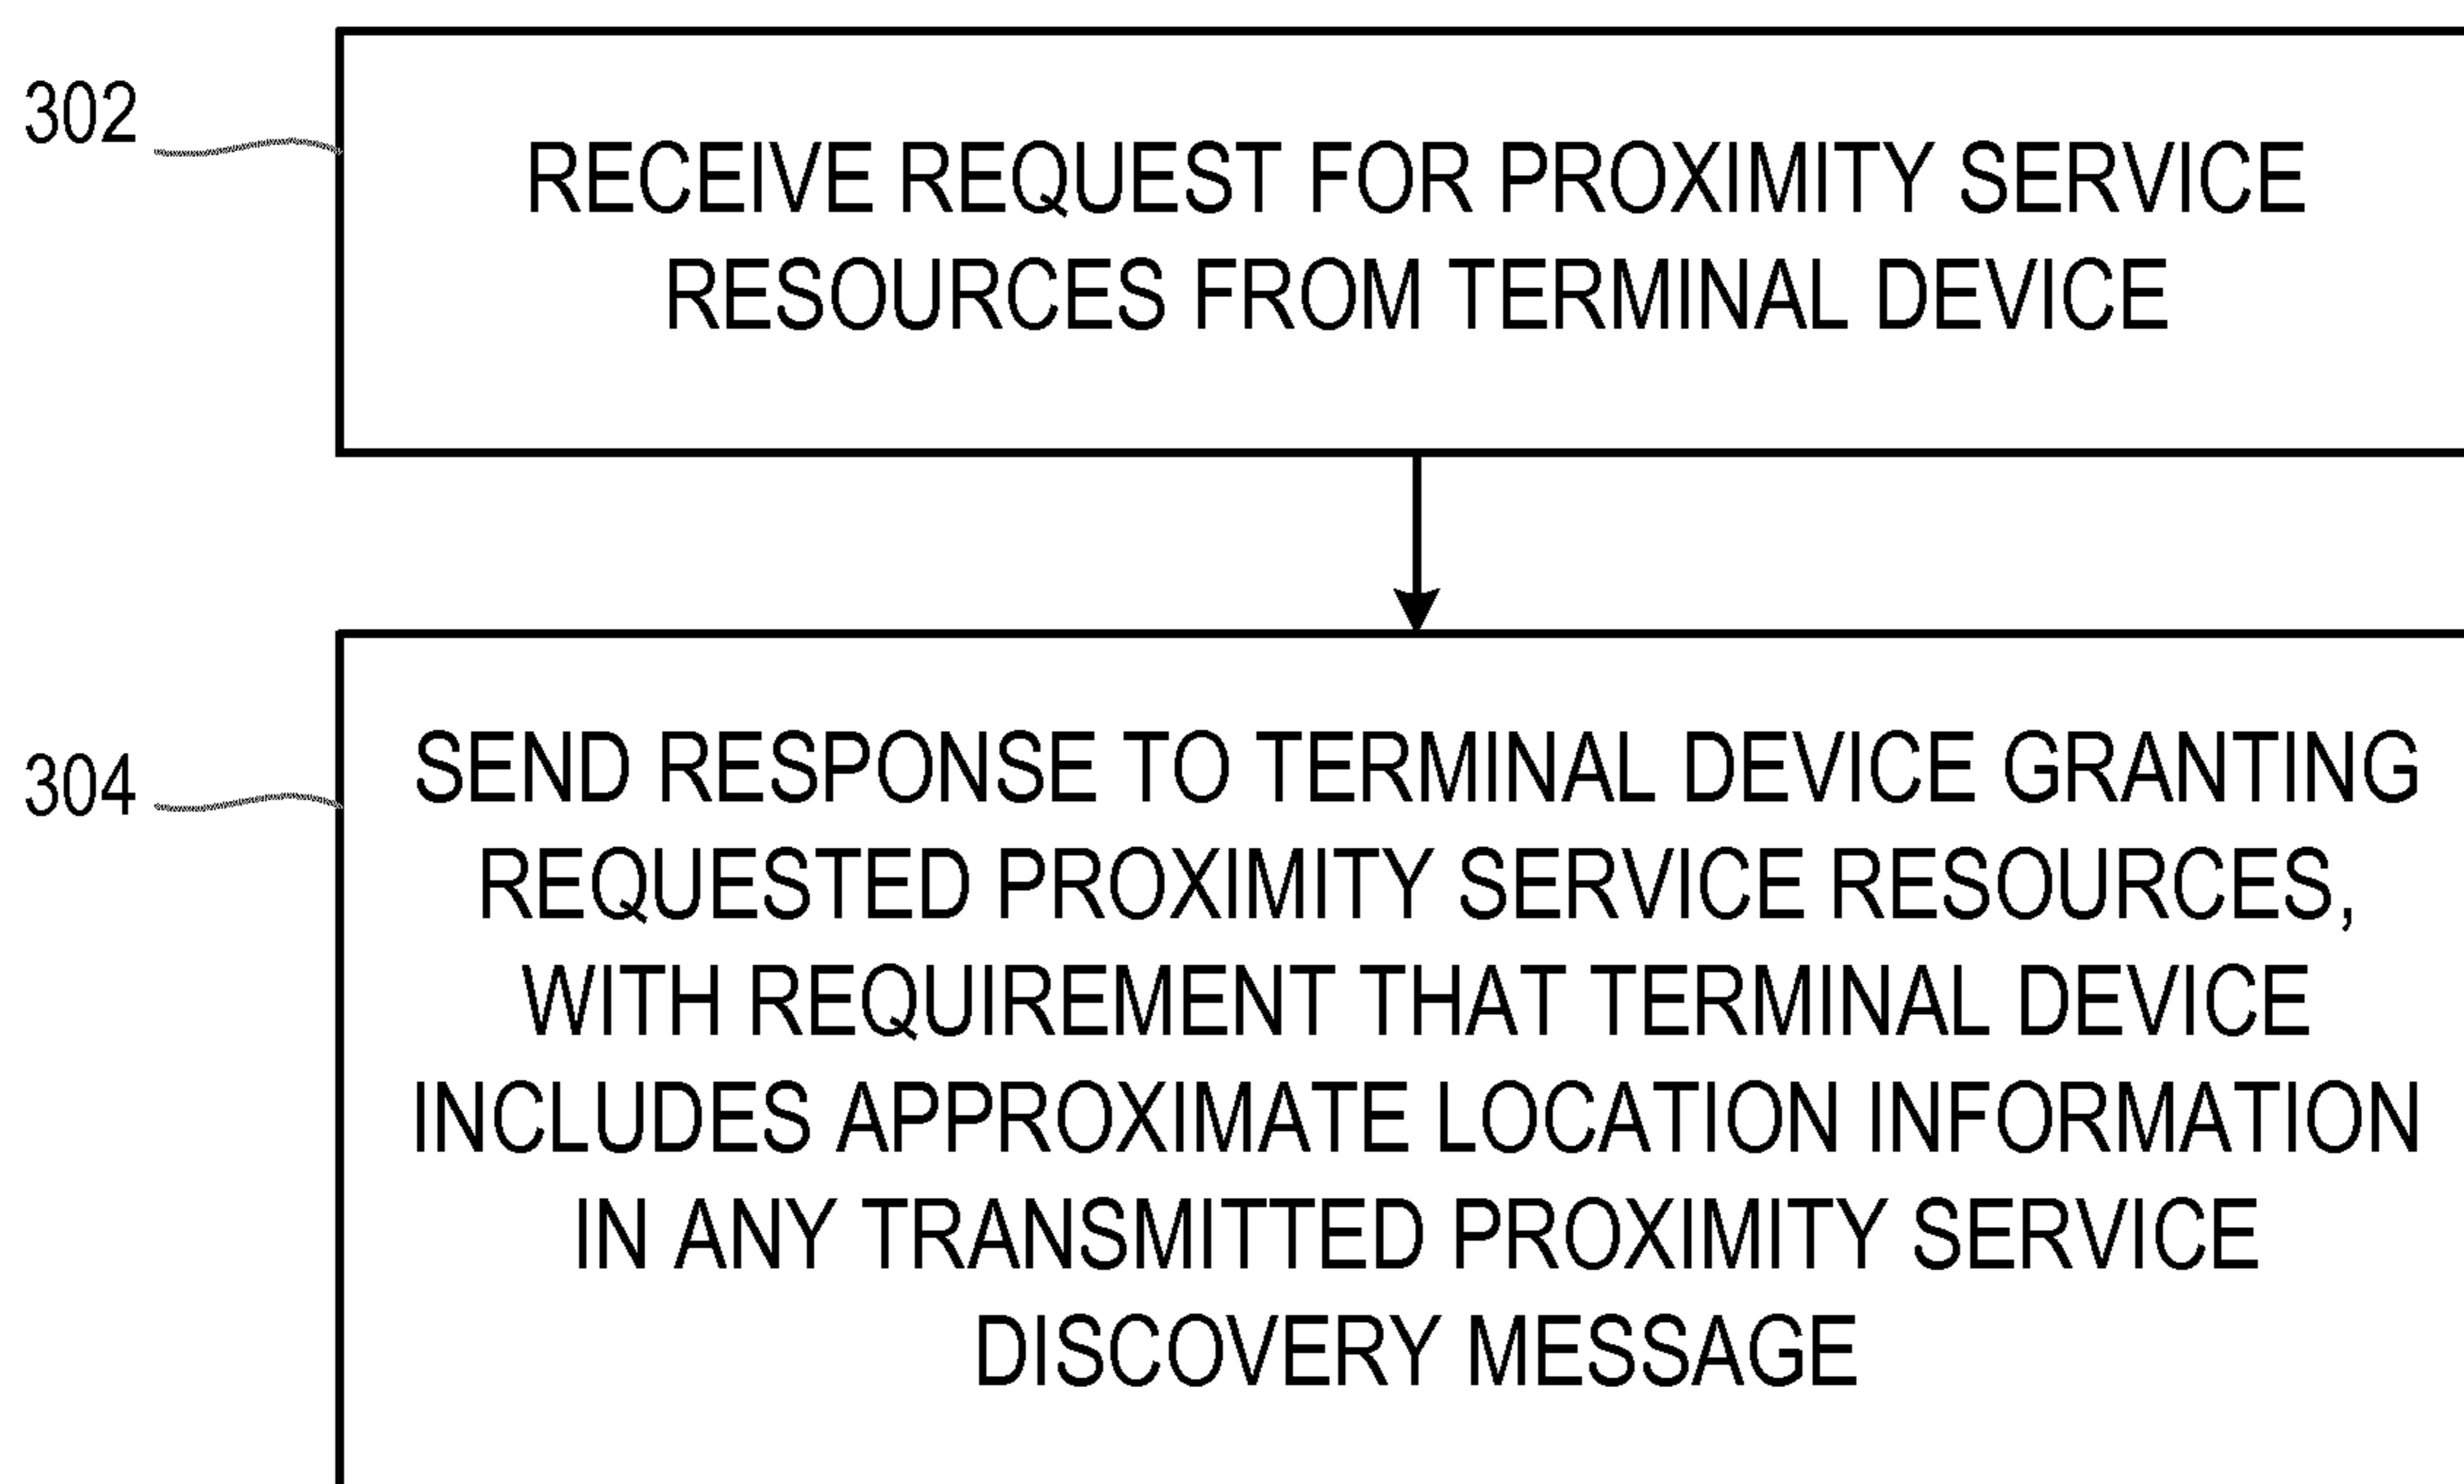 302
RECEIVE REQUEST FOR PROXIMITY SERVICE
RESOURCES FROM TERMINAL DEVICE
304
SEND RESPONSE TO TERMINAL DEVICE GRANTING
REQUESTED PROXIMITY SERVICE RESOURCES,
WITH REQUIREMENT THAT TERMINAL DEVICE
INCLUDES APPROXIMATE LOCATION INFORMATION
IN ANY TRANSMITTED PROXIMITY SERVICE
DISCOVERY MESSAGE